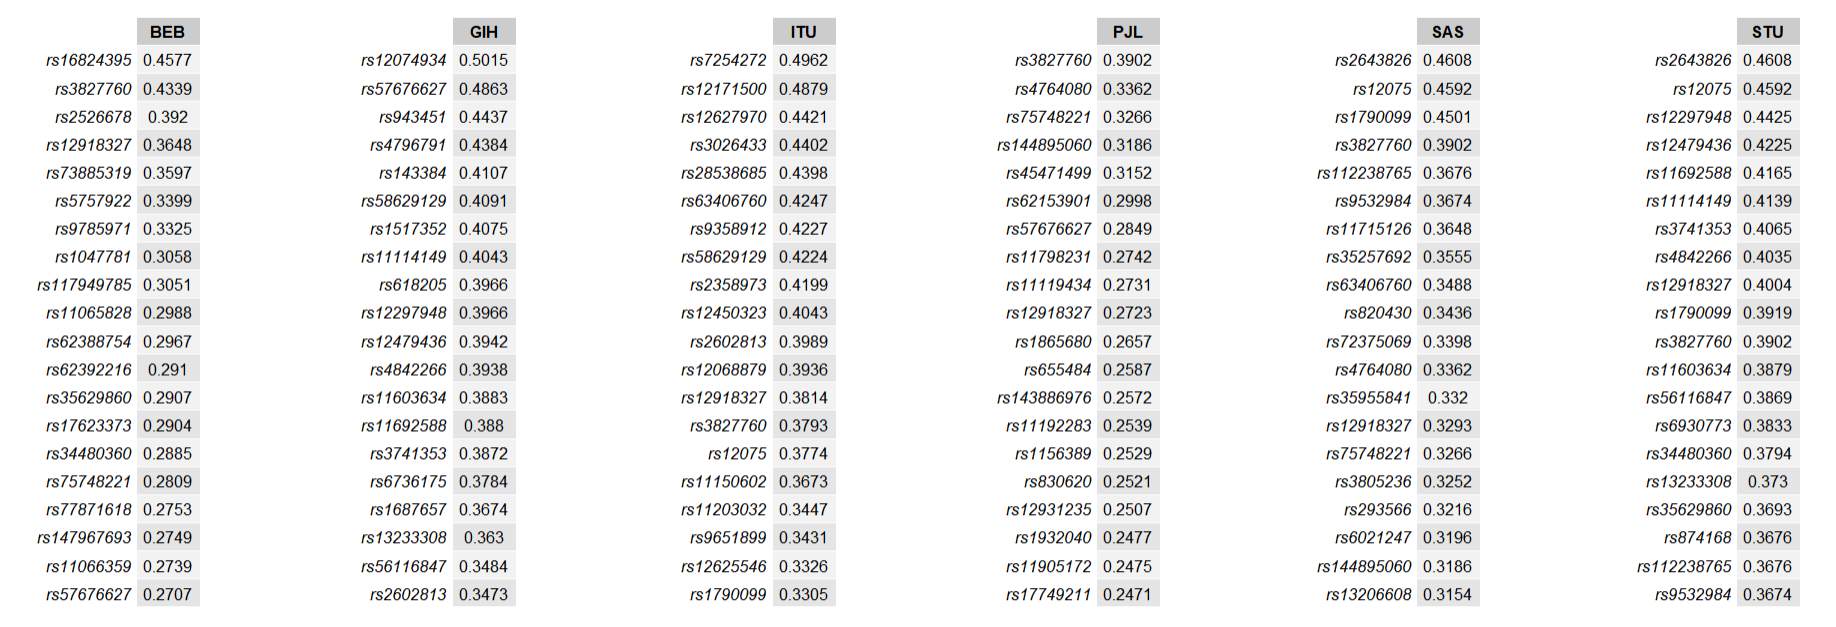 BEB GIH ITU PJL SAS STU
rs16824395 0.4577 rs12074934 0.5015 rs7254272 0.4962 rs3827760 0.3902 rs2643826 0.4608 rs2643826 0.4608
rs3827760 0.4339 rs57676627 0.4863 rs12171500 0.4879 rs4764080 0.3362 rs12075 0.4592 rs12075 0.4592
rs2526678 0.392 rs943451 0.4437 rs12627970 0.4421 rs75748221 0.3266 rs1790099 0.4501 rs12297948 0.4425
rs12918327 0.3648 rs4796791 0.4384 rs3026433 0.4402 rs144895060 0.3186 rs3827760 0.3902 rs12479436 0.4225
rs73885319 0.3597 rs143384 0.4107 rs28538685 0.4398 rs45471499 0.3152 rs112238765 0.3676 rs11692588 0.4165
rs5757922 0.3399 rs58629129 0.4091 rs63406760 0.4247 rs62153901 0.2998 rs9532984 0.3674 rs11114149 0.4139
rs9785971 0.3325 rs1517352 0.4075 rs9358912 0.4227 rs57676627 0.2849 rs11715126 0.3648 rs3741353 0.4065
rs1047781 0.3058 rs11114149 0.4043 rs58629129 0.4224 rs11798231 0.2742 rs35257692 0.3555 rs4842266 0.4035
rs117949785 0.3051 rs618205 0.3966 rs2358973 0.4199 rs11119434 0.2731 rs63406760 0.3488 rs12918327 0.4004
rs11065828 0.2988 rs12297948 0.3966 rs12450323 0.4043 rs12918327 0.2723 rs820430 0.3436 rs1790099 0.3919
rs62388754 0.2967 rs12479436 0.3942 rs2602813 0.3989 rs1865680 0.2657 rs72375069 0.3398 rs3827760 0.3902
rs62392216 0.291 rs4842266 0.3938 rs12068879 0.3936 rs655484 0.2587 rs4764080 0.3362 rs11603634 0.3879
rs35629860 0.2907 rs11603634 0.3883 rs12918327 0.3814 rs143886976 0.2572 rs35955841 0.332 rs56116847 0.3869
rs17623373 0.2904 rs11692588 0.388 rs3827760 0.3793 rs11192283 0.2539 rs12918327 0.3293 rs6930773 0.3833
rs34480360 0.2885 rs3741353 0.3872 rs12075 0.3774 rs1156389 0.2529 rs75748221 0.3266 rs34480360 0.3794
rs75748221 0.2809 rs6736175 0.3784 rs11150602 0.3673 rs830620 0.2521 rs3805236 0.3252 rs13233308 0.373
rs77871618 0.2753 rs1687657 0.3674 rs11203032 0.3447 rs12931235 0.2507 rs293566 0.3216 rs35629860 0.3693
rs147967693 0.2749 rs13233308 0.363 rs9651899 0.3431 rs1932040 0.2477 rs6021247 0.3196 rs874168 0.3676
rs11066359 0.2739 rs56116847 0.3484 rs12625546 0.3326 rs11905172 0.2475 rs144895060 0.3186 rs112238765 0.3676
rs57676627 0.2707 rs2602813 0.3473 rs1790099 0.3305 rs17749211 0.2471 rs13206608 0.3154 rs9532984 0.3674